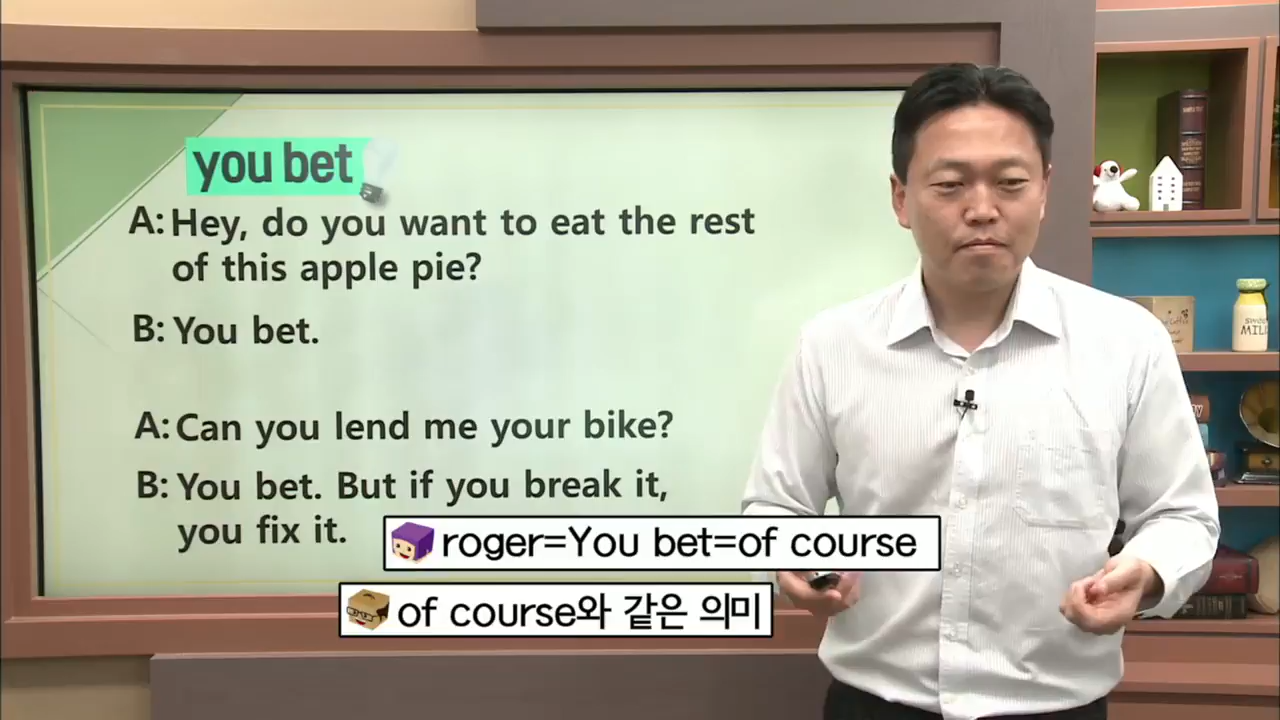 you bet
A: Hey, do you want to eat the rest
of this apple pie?
B: You bet.
A: Can you lend me your bike?
B: You bet. But if you break it,
you fix it.
roger=You bet=of course
of course와 같은 의미
MILK